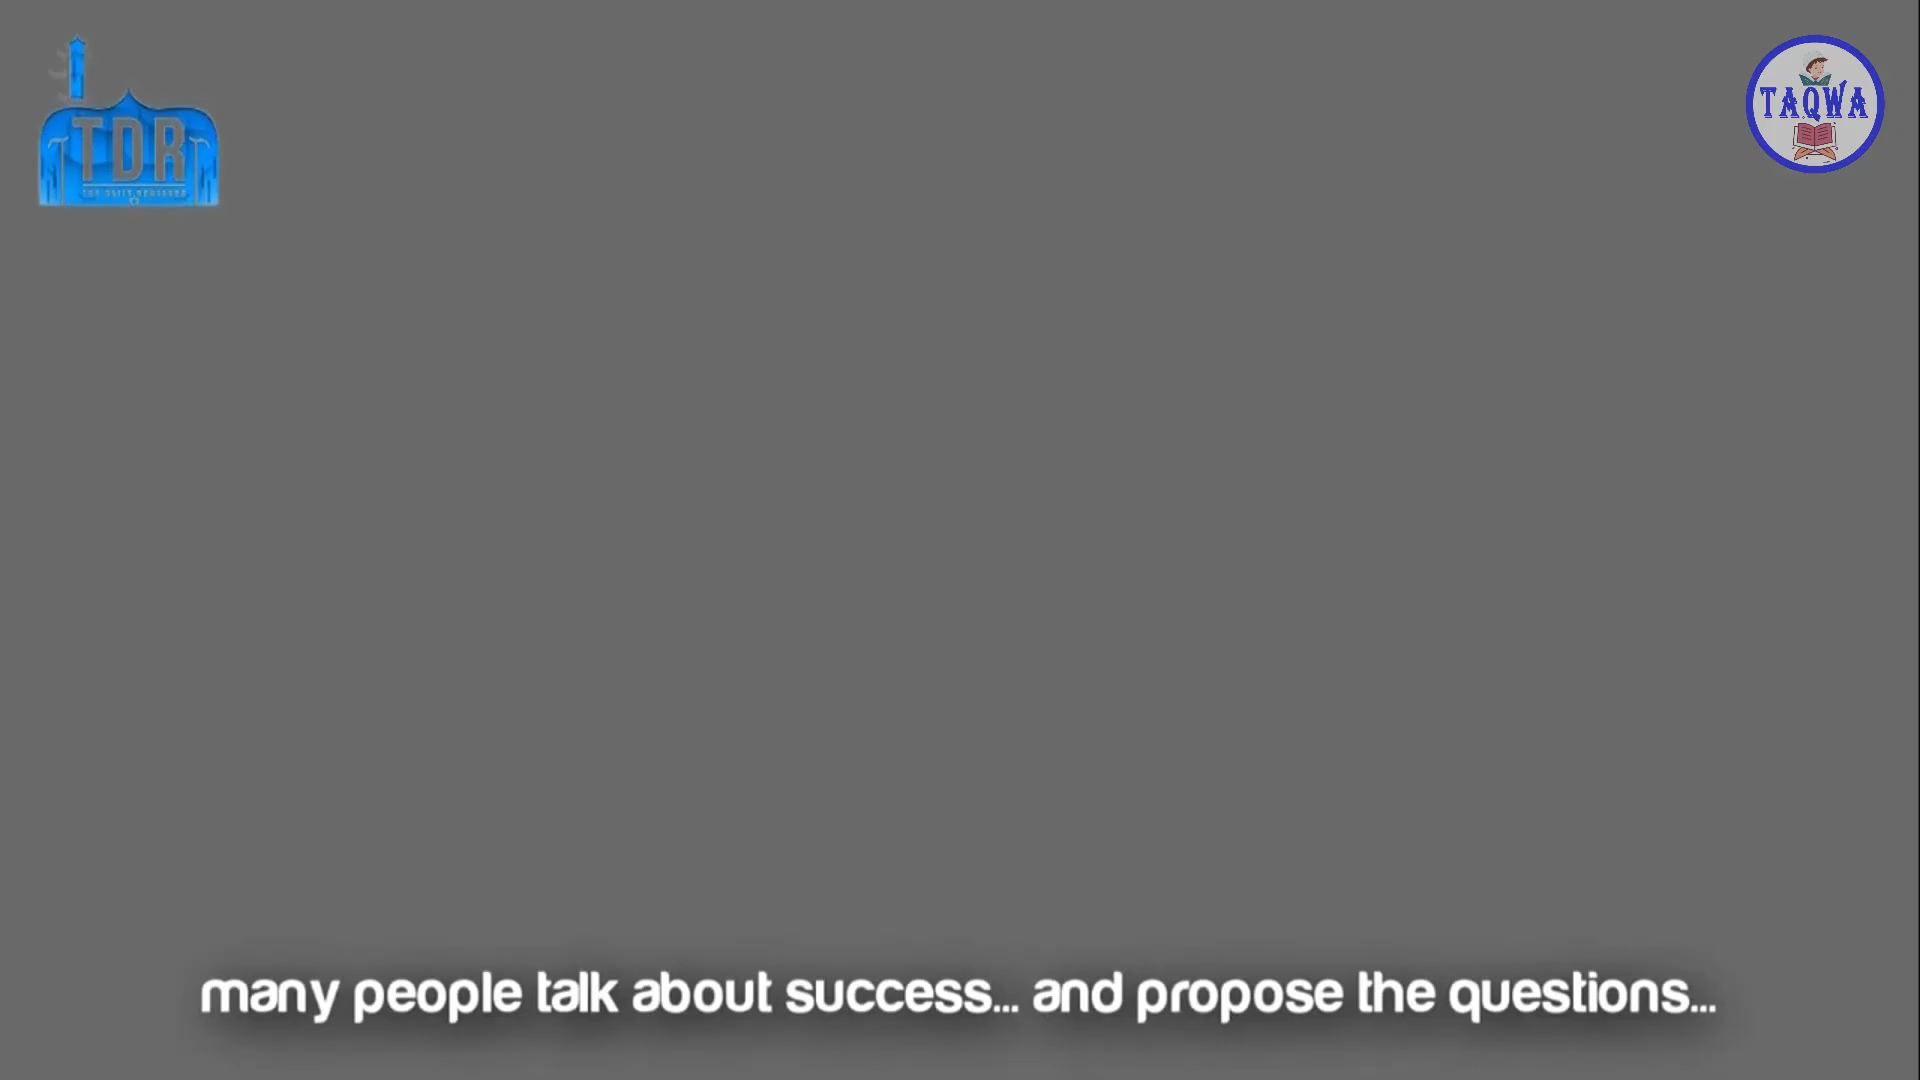 TDR
TAQWA
many people talk about success... and propose the questions...